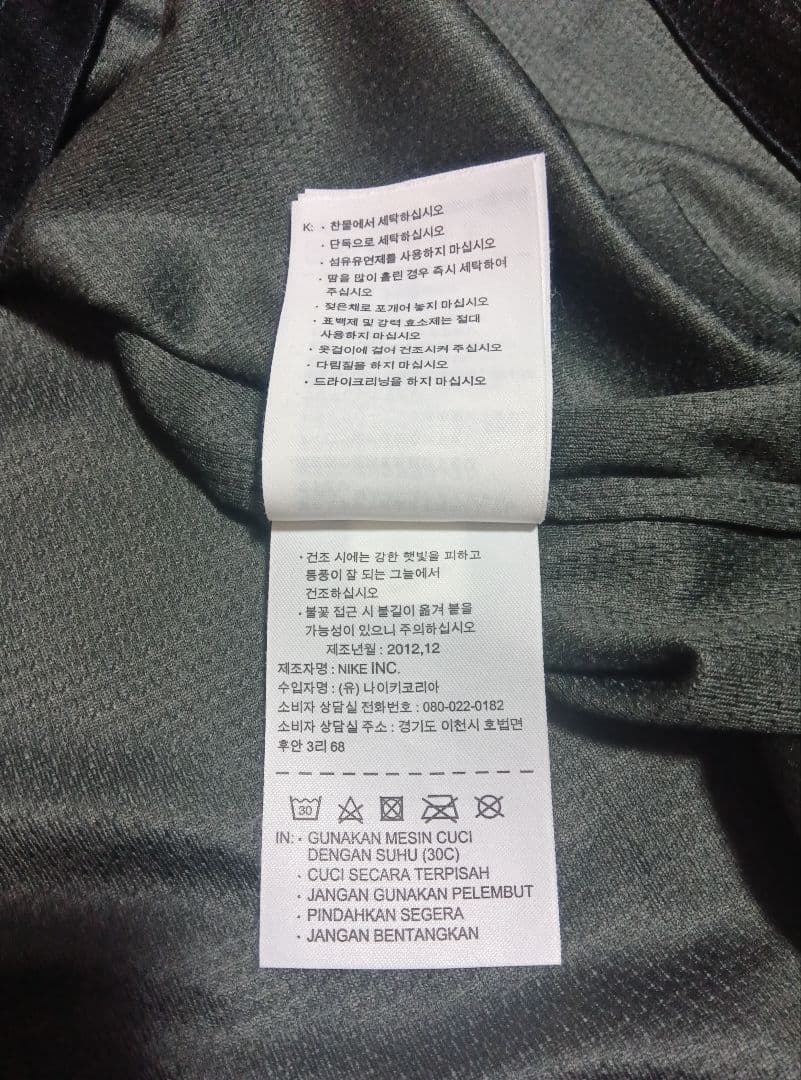 K: · 찬물에서 세탁하십시오
· 단독으로 세탁하십시오
· 섬유유연제를 사용하지 마십시오
· 땀을 많이 흘린 경우 즉시 세탁하여
주십시오
· 젖은채로 포개어 놓지 마십시오
· 표백제 및 강력 효소제는 절대
사용하지 마십시오
· 옷걸이에 걸어 건조시켜 주십시오
· 다림질을 하지 마십시오
· 드라이크리닝을 하지 마십시오
· 건조 시에는 강한 햇빛을 피하고
통풍이 잘 되는 그늘에서
건조하십시오
· 불꽃 접근 시 불길이 옮겨 붙을
가능성이 있으니 주의하십시오
제조년월 : 2012,12
제조자명 : NIKE INC.
수입자명 : (유) 나이키코리아
소비자 상담실 전화번호 : 080-022-0182
소비자 상담실 주소 : 경기도 이천시 호법면
후안 3리 68
30
IN: · GUNAKAN MESIN CUCI
DENGAN SUHU (30C)
· CUCI SECARA TERPISAH
· JANGAN GUNAKAN PELEMBUT
· PINDAHKAN SEGERA
· JANGAN BENTANGKAN